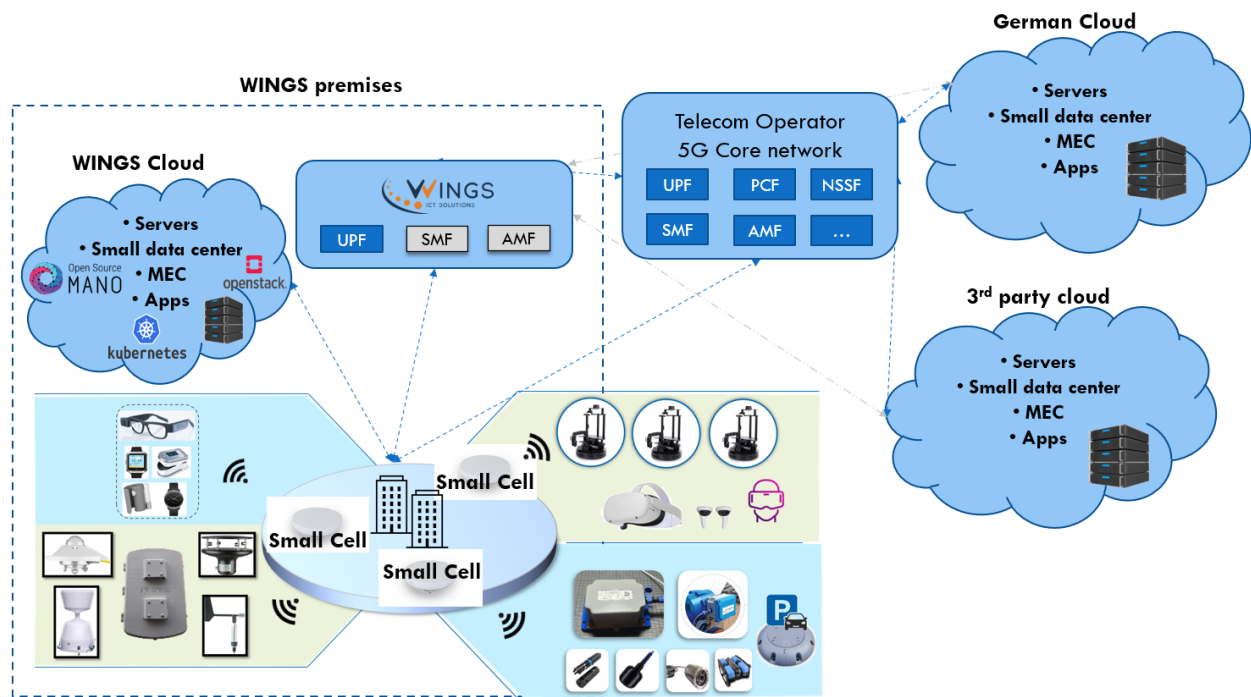 German Cloud
• Servers
• Small data center
• MEC
• Apps
WINGS premises
Telecom Operator
5G Core network
UPF
PCF
NSSF
SMF
AMF
...
WINGS Cloud
• Servers
• Small data center
• MEC
• Apps
Open Source
MANO
openstack.
kubernetes
WINGS
ICT SOLUTIONS
UPF
SMF
AMF
3rd party cloud
• Servers
• Small data center
• MEC
• Apps
Small Cell
Small Cell
Small Cell
P